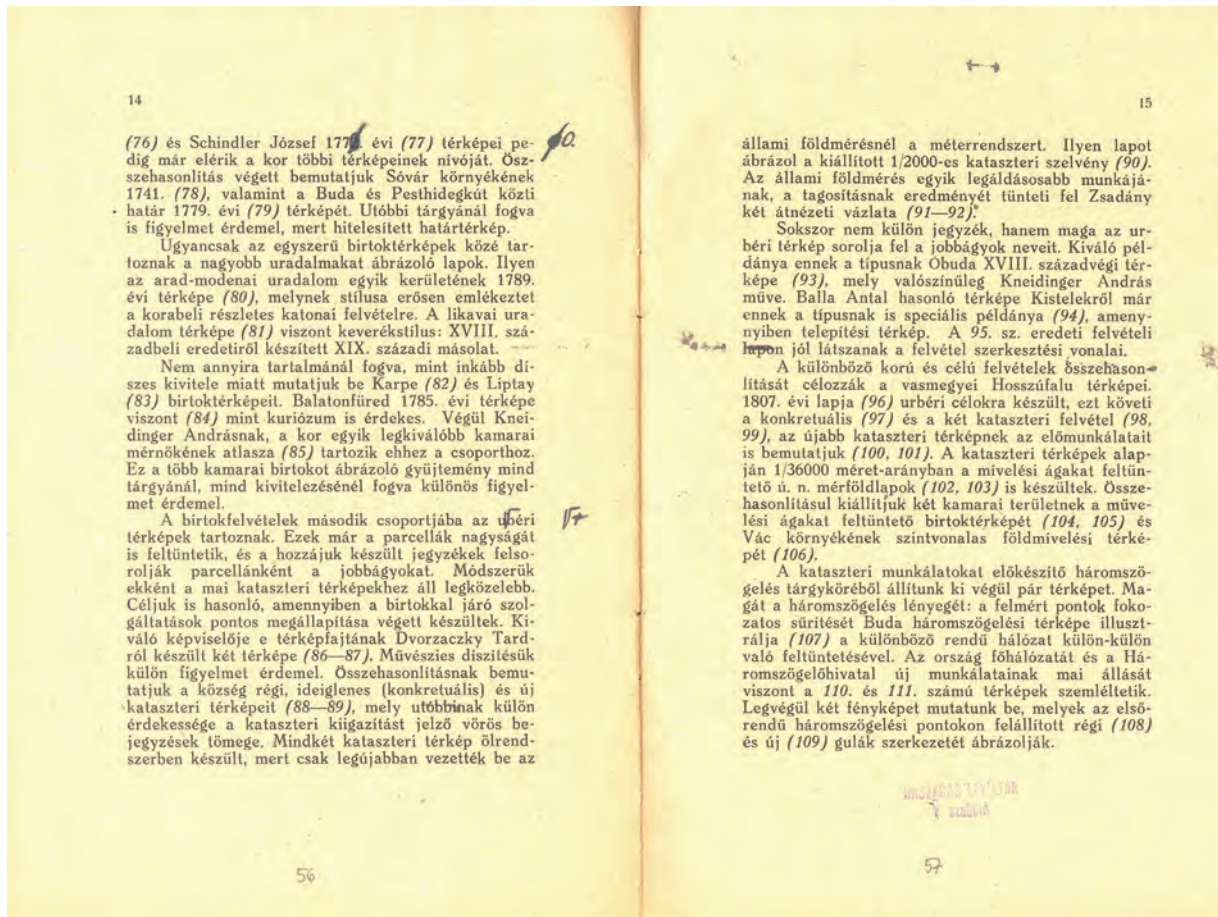 14
(76) és Schindler József 177 . évi (77) térképei pe- 0.
dig már elérik a kor többi térképeinek nívóját. Ösz-
szehasonlítás végett bemutatjuk Sóvár környékének
1741. (78), valamint a Buda és Pesthidegkút közti
határ 1779. évi (79) térképét. Utóbbi tárgyánál fogva
is figyelmet érdemel, mert hitelesített határtérkép.
Ugyancsak az egyszerű birtoktérképek közé tar-
toznak a nagyobb uradalmakat ábrázoló lapok. Ilyen
az arad-modenai uradalom egyik kerületének 1789.
évi térképe (80), melynek stílusa erősen emlékeztet
a korabeli részletes katonai felvételre. A likavai ura-
dalom térképe (81) viszont keverékstílus: XVIII. szá-
zadbeli eredetiről készített XIX. századi másolat.
Nem annyira tartalmánál fogva, mint inkább dí-
szes kivitele miatt mutatjuk be Karpe (82) és Liptay
(83) birtoktérképeit. Balatonfüred 1785. évi térképe
viszont (84) mint kuriózum is érdekes. Végül Knei-
dinger Andrásnak, a kor egyik legkiválóbb kamarai
mérnökének atlasza (85) tartozik ehhez a csoporthoz.
Ez a több kamarai birtokot ábrázoló gyüjtemény mind
tárgyánál, mind kivitelezésénél fogva különös figyel-
met érdemel.
A birtokfelvételek második csoportjába az urbéri
térképek tartoznak. Ezek már a parcellák nagyságát
is feltüntetik, és a hozzájuk készült jegyzékek felso-
rolják parcellánként a jobbágyokat. Módszerük
ekként a mai kataszteri térképekhez áll legközelebb.
Céljuk is hasonló, amennyiben a birtokkal járó szol-
gáltatások pontos megállapítása végett készültek. Ki-
váló képviselője e térképfajtának Dvorzaczky Tard-
ról készült két térképe (86—87). Művészies díszítésük
külön figyelmet érdemel. Összehasonlításnak bemu-
tatjuk a község régi, ideiglenes (konkretuális) és új
kataszteri térképeit (88—89), mely utóbbinak külön
érdekessége a kataszteri kiigazítást jelző vörös be-
jegyzések tömege. Mindkét kataszteri térkép ölrend-
szerben készült, mert csak legújabban vezették be az
56
15
állami földmérésnél a méterrendszert. Ilyen lapot
ábrázol a kiállított 1/2000-es kataszteri szelvény (90).
Az állami földmérés egyik legáldásosabb munkájá-
nak, a tagosításnak eredményét tünteti fel Zsadány
két átnézeti vázlata (91—92).
Sokszor nem külön jegyzék, hanem maga az ur-
béri térkép sorolja fel a jobbágyok neveit. Kiváló pél-
dánya ennek a típusnak Óbuda XVIII. századvégi tér-
képe (93), mely valószínűleg Kneidinger András
műve. Balla Antal hasonló térképe Kistelekről már
ennek a típusnak is speciális példánya (94), ameny-
nyiben telepítési térkép. A 95. sz. eredeti felvételi
lapon jól látszanak a felvétel szerkesztési vonalai.
A különböző korú és célú felvételek összehason-
lítását célozzák a vasmegyei Hosszúfalu térképei.
1807. évi lapja (96) urbéri célokra készült, ezt követi
a konkretuális (97) és a két kataszteri felvétel (98,
99), az újabb kataszteri térképnek az előmunkálatait
is bemutatjuk (100, 101). A kataszteri térképek alap-
ján 1/36000 méret-arányban a mívelési ágakat feltün-
tető ú. n. mérföldlapok (102, 103) is készültek. Össze-
hasonlításul kiállítjuk két kamarai területnek a műve-
lési ágakat feltüntető birtoktérképét (104, 105) és
Vác környékének szintvonalas földmívelési térké-
pét (106).
A kataszteri munkálatokat előkészítő háromszö-
gelés tárgyköréből állítunk ki végül pár térképet. Ma-
gát a háromszögelés lényegét: a felmért pontok foko-
zatos sűrítését Buda háromszögelési térképe illuszt-
rálja (107) a különböző rendű hálózat külön-külön
való feltüntetésével. Az ország főhálózatát és a Há-
romszögelőhivatal új munkálatainak mai állását
viszont a 110. és 111. számú térképek szemléltetik.
Legvégül két fényképet mutatunk be, melyek az első-
rendű háromszögelési pontokon felállított régi (108)
és új (109) gulák szerkezetét ábrázolják.
57